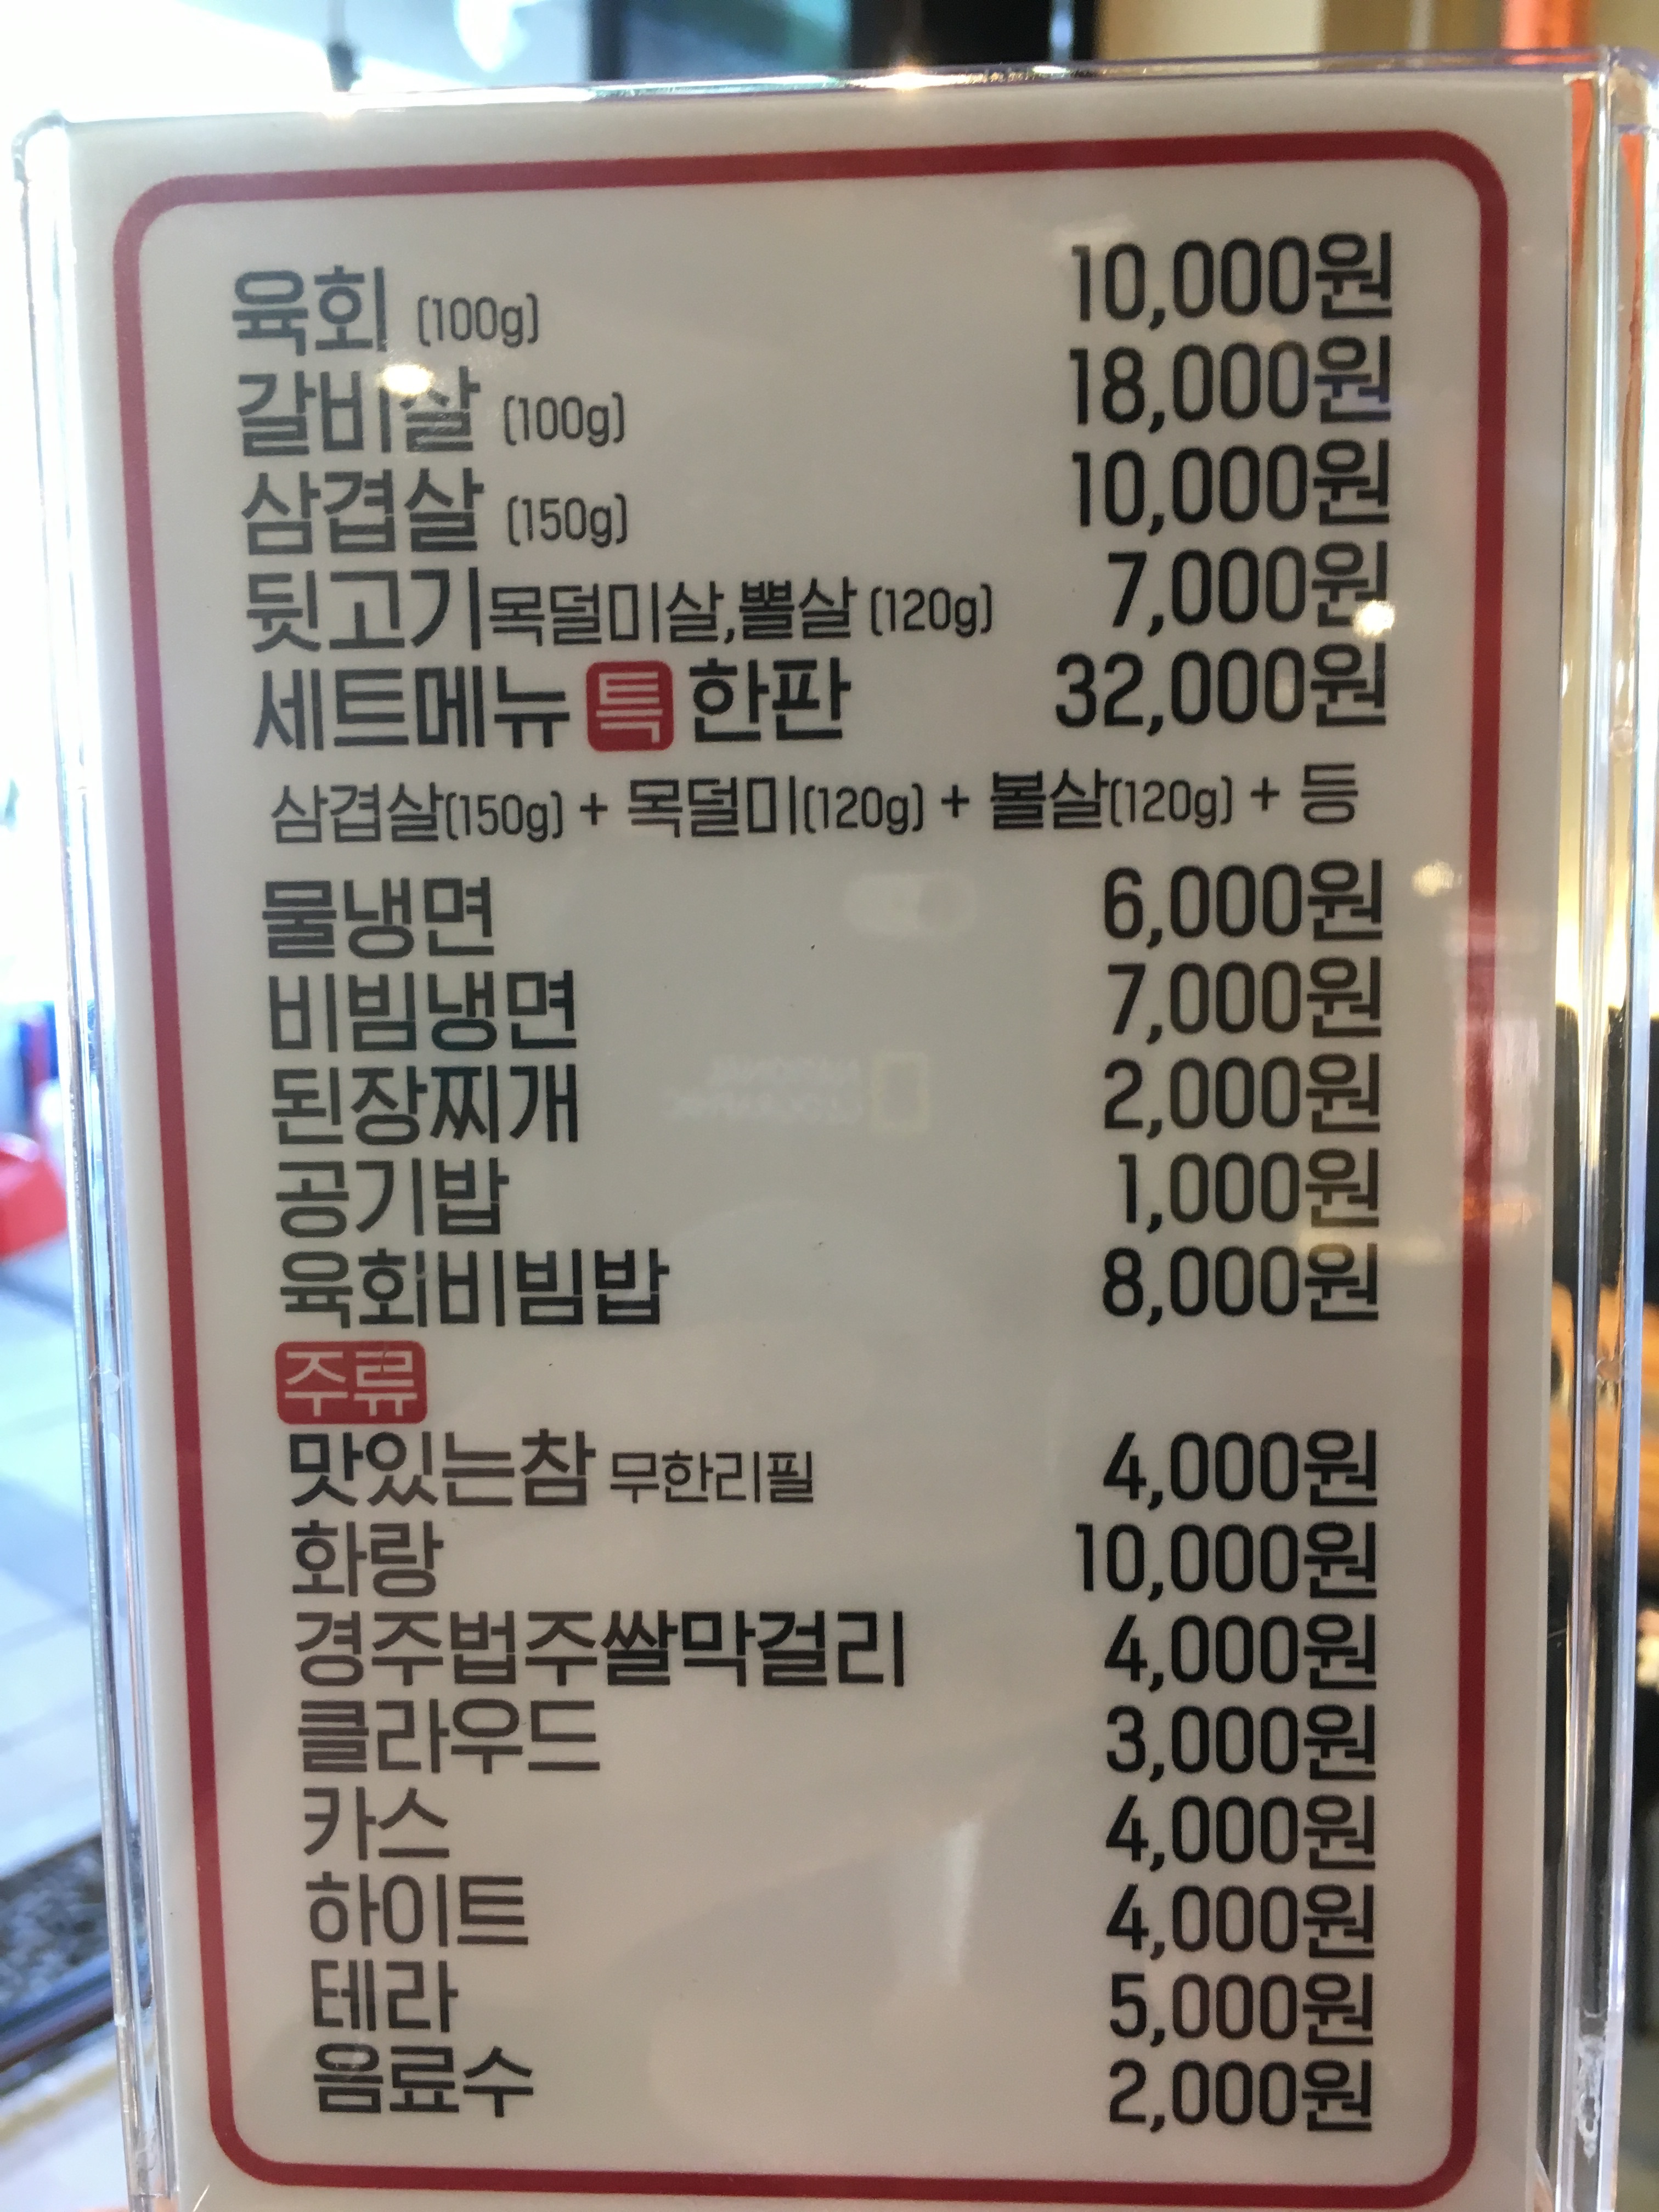 육회 (100g) 10,000원
갈비살 (100g) 18,000원
삼겹살 (150g) 10,000원
뒷고기목덜미살,뽈살 (120g) 7,000원
세트메뉴 특 한판 32,000원
삼겹살(150g) + 목덜미(120g) + 볼살(120g) + 등
물냉면 6,000원
비빔냉면 7,000원
된장찌개 2,000원
공기밥 1,000원
육회비빔밥 8,000원
주류
맛있는참 무한리필 4,000원
화랑 10,000원
경주법주쌀막걸리 4,000원
클라우드 3,000원
카스 4,000원
하이트 4,000원
테라 5,000원
음료수 2,000원